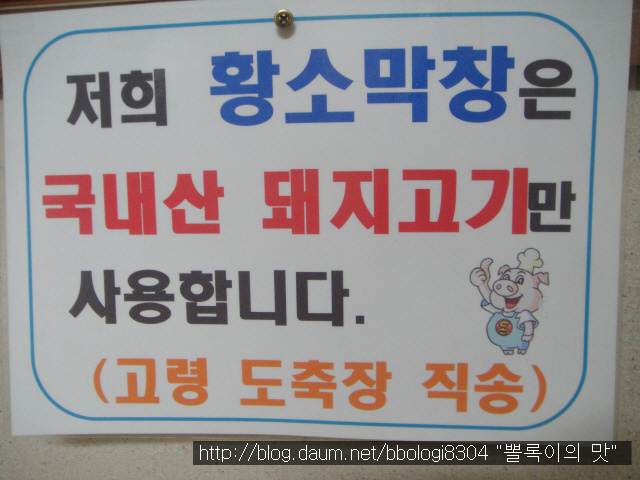 저희 황소막창은
국내산 돼지고기만
사용합니다.
(고령 도축장 직송)
http://blog.daum.net/bbologi8304 "뽈록이의 맛"